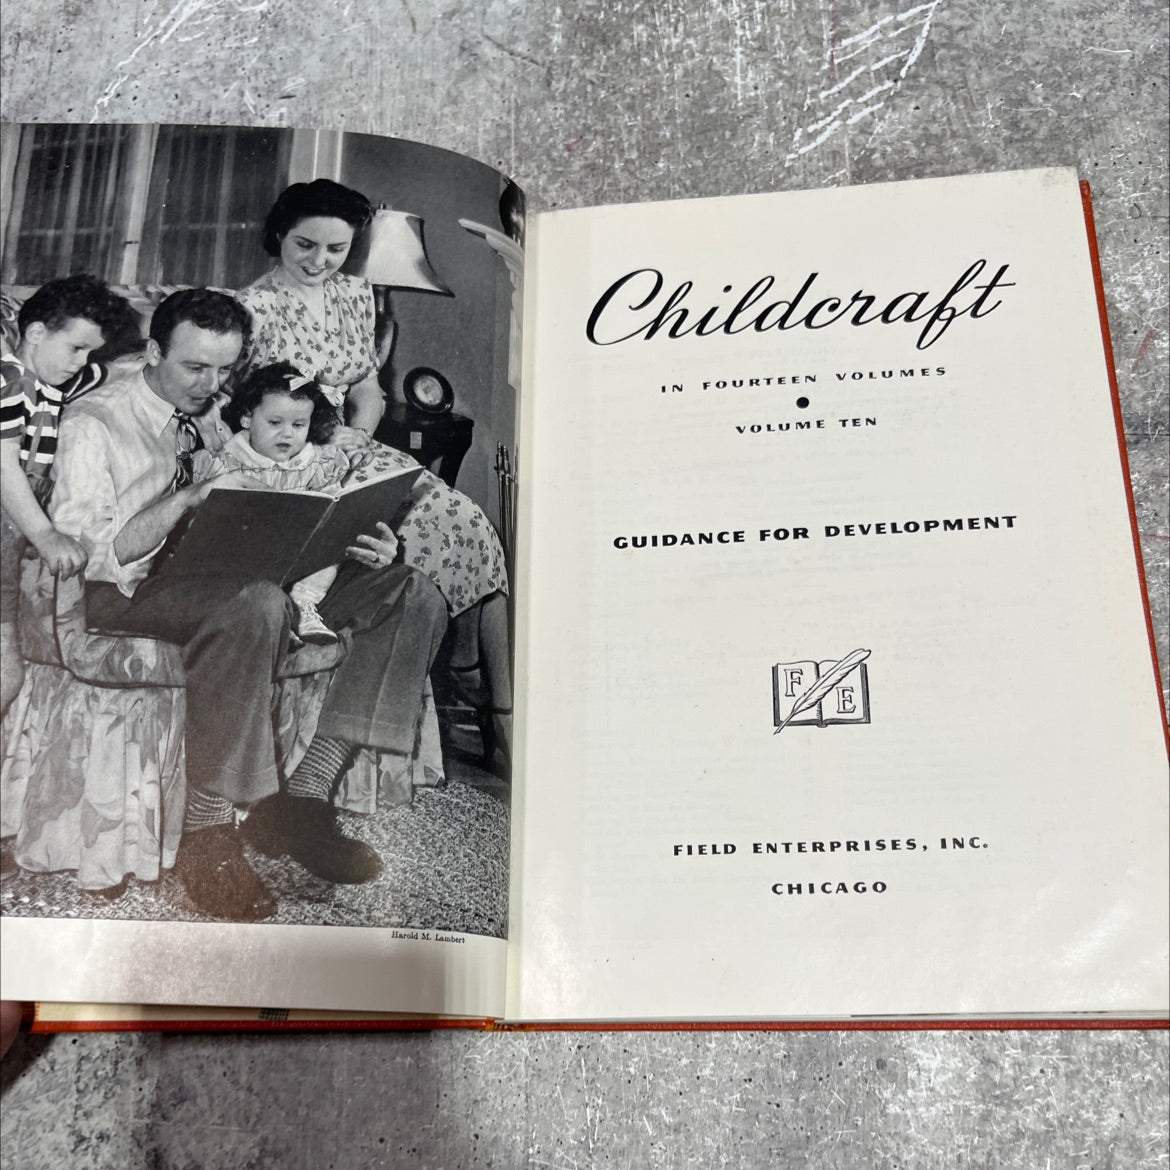 Harold M. Lambert
Childcraft
IN FOURTEEN VOLUMES
VOLUME TEN
GUIDANCE FOR DEVELOPMENT
F E
FIELD ENTERPRISES, INC.
CHICAGO